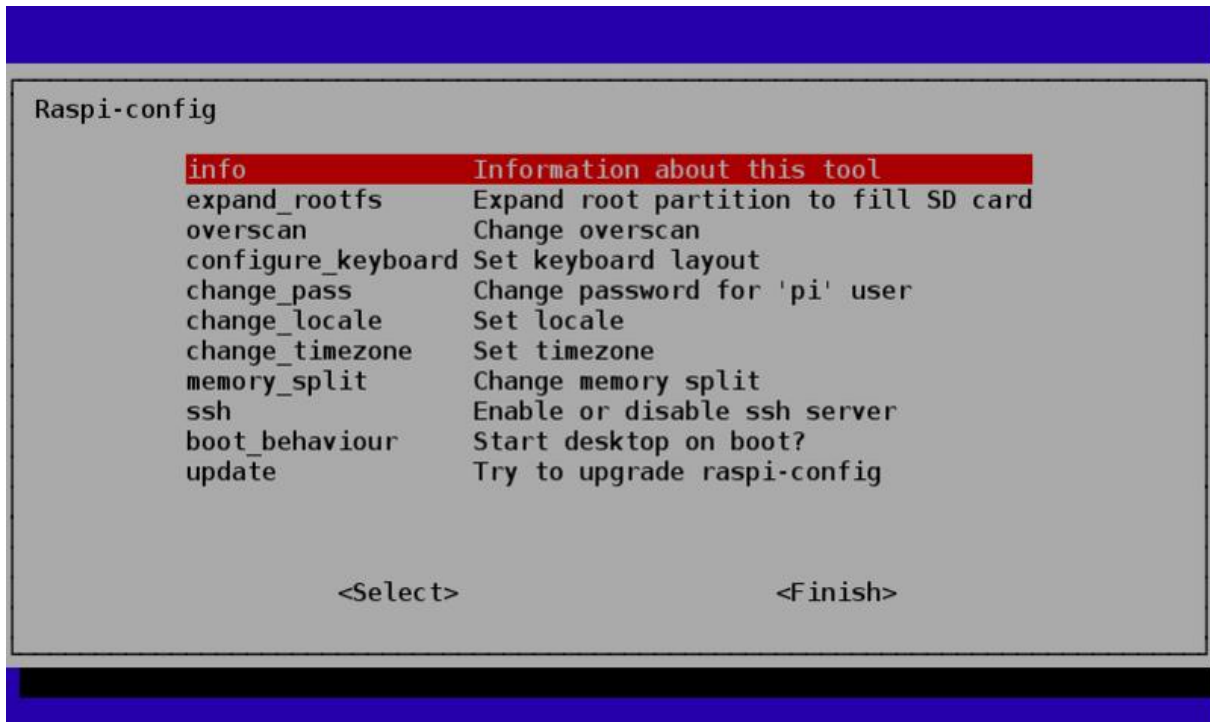 Raspi-config
info Information about this tool
expand_rootfs Expand root partition to fill SD card
overscan Change overscan
configure_keyboard Set keyboard layout
change_pass Change password for 'pi' user
change_locale Set locale
change_timezone Set timezone
memory_split Change memory split
ssh Enable or disable ssh server
boot_behaviour Start desktop on boot?
update Try to upgrade raspi-config
<Select> <Finish>